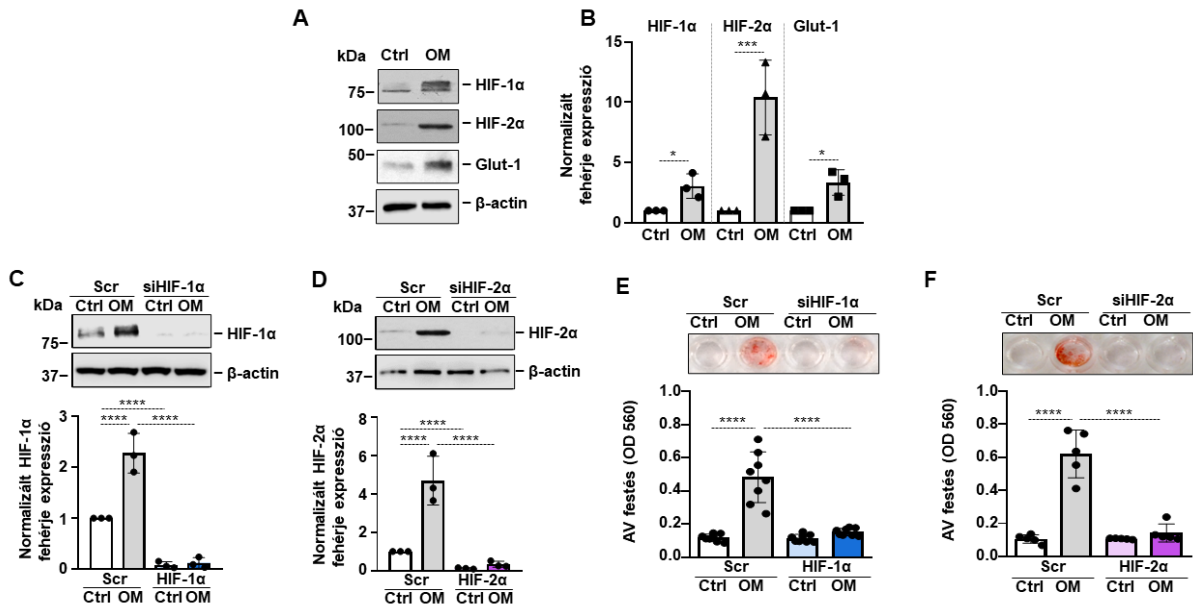 A
kDa Ctrl OM
75 HIF-1α
100 HIF-2α
50 Glut-1
37 β-actin
B
HIF-1α HIF-2α Glut-1
Normalizált
fehérje expresszió
15
10
5
0
* *** *
Ctrl OM Ctrl OM Ctrl OM
C
Scr siHIF-1α
kDa Ctrl OM Ctrl OM
75 HIF-1α
37 β-actin
Normalizált HIF-1α
fehérje expresszió
3
2
1
0
****
**** ****
Scr HIF-1α
Ctrl OM Ctrl OM
D
Scr siHIF-2α
kDa Ctrl OM Ctrl OM
100 HIF-2α
37 β-actin
Normalizált HIF-2α
fehérje expresszió
8
6
4
2
0
****
**** ****
Scr HIF-2α
Ctrl OM Ctrl OM
E
Scr siHIF-1α
Ctrl OM Ctrl OM
AV festés (OD 560)
1.0
0.8
0.6
0.4
0.2
0.0
**** ****
Scr HIF-1α
Ctrl OM Ctrl OM
F
Scr siHIF-2α
Ctrl OM Ctrl OM
AV festés (OD 560)
1.0
0.8
0.6
0.4
0.2
0.0
**** ****
Scr HIF-2α
Ctrl OM Ctrl OM